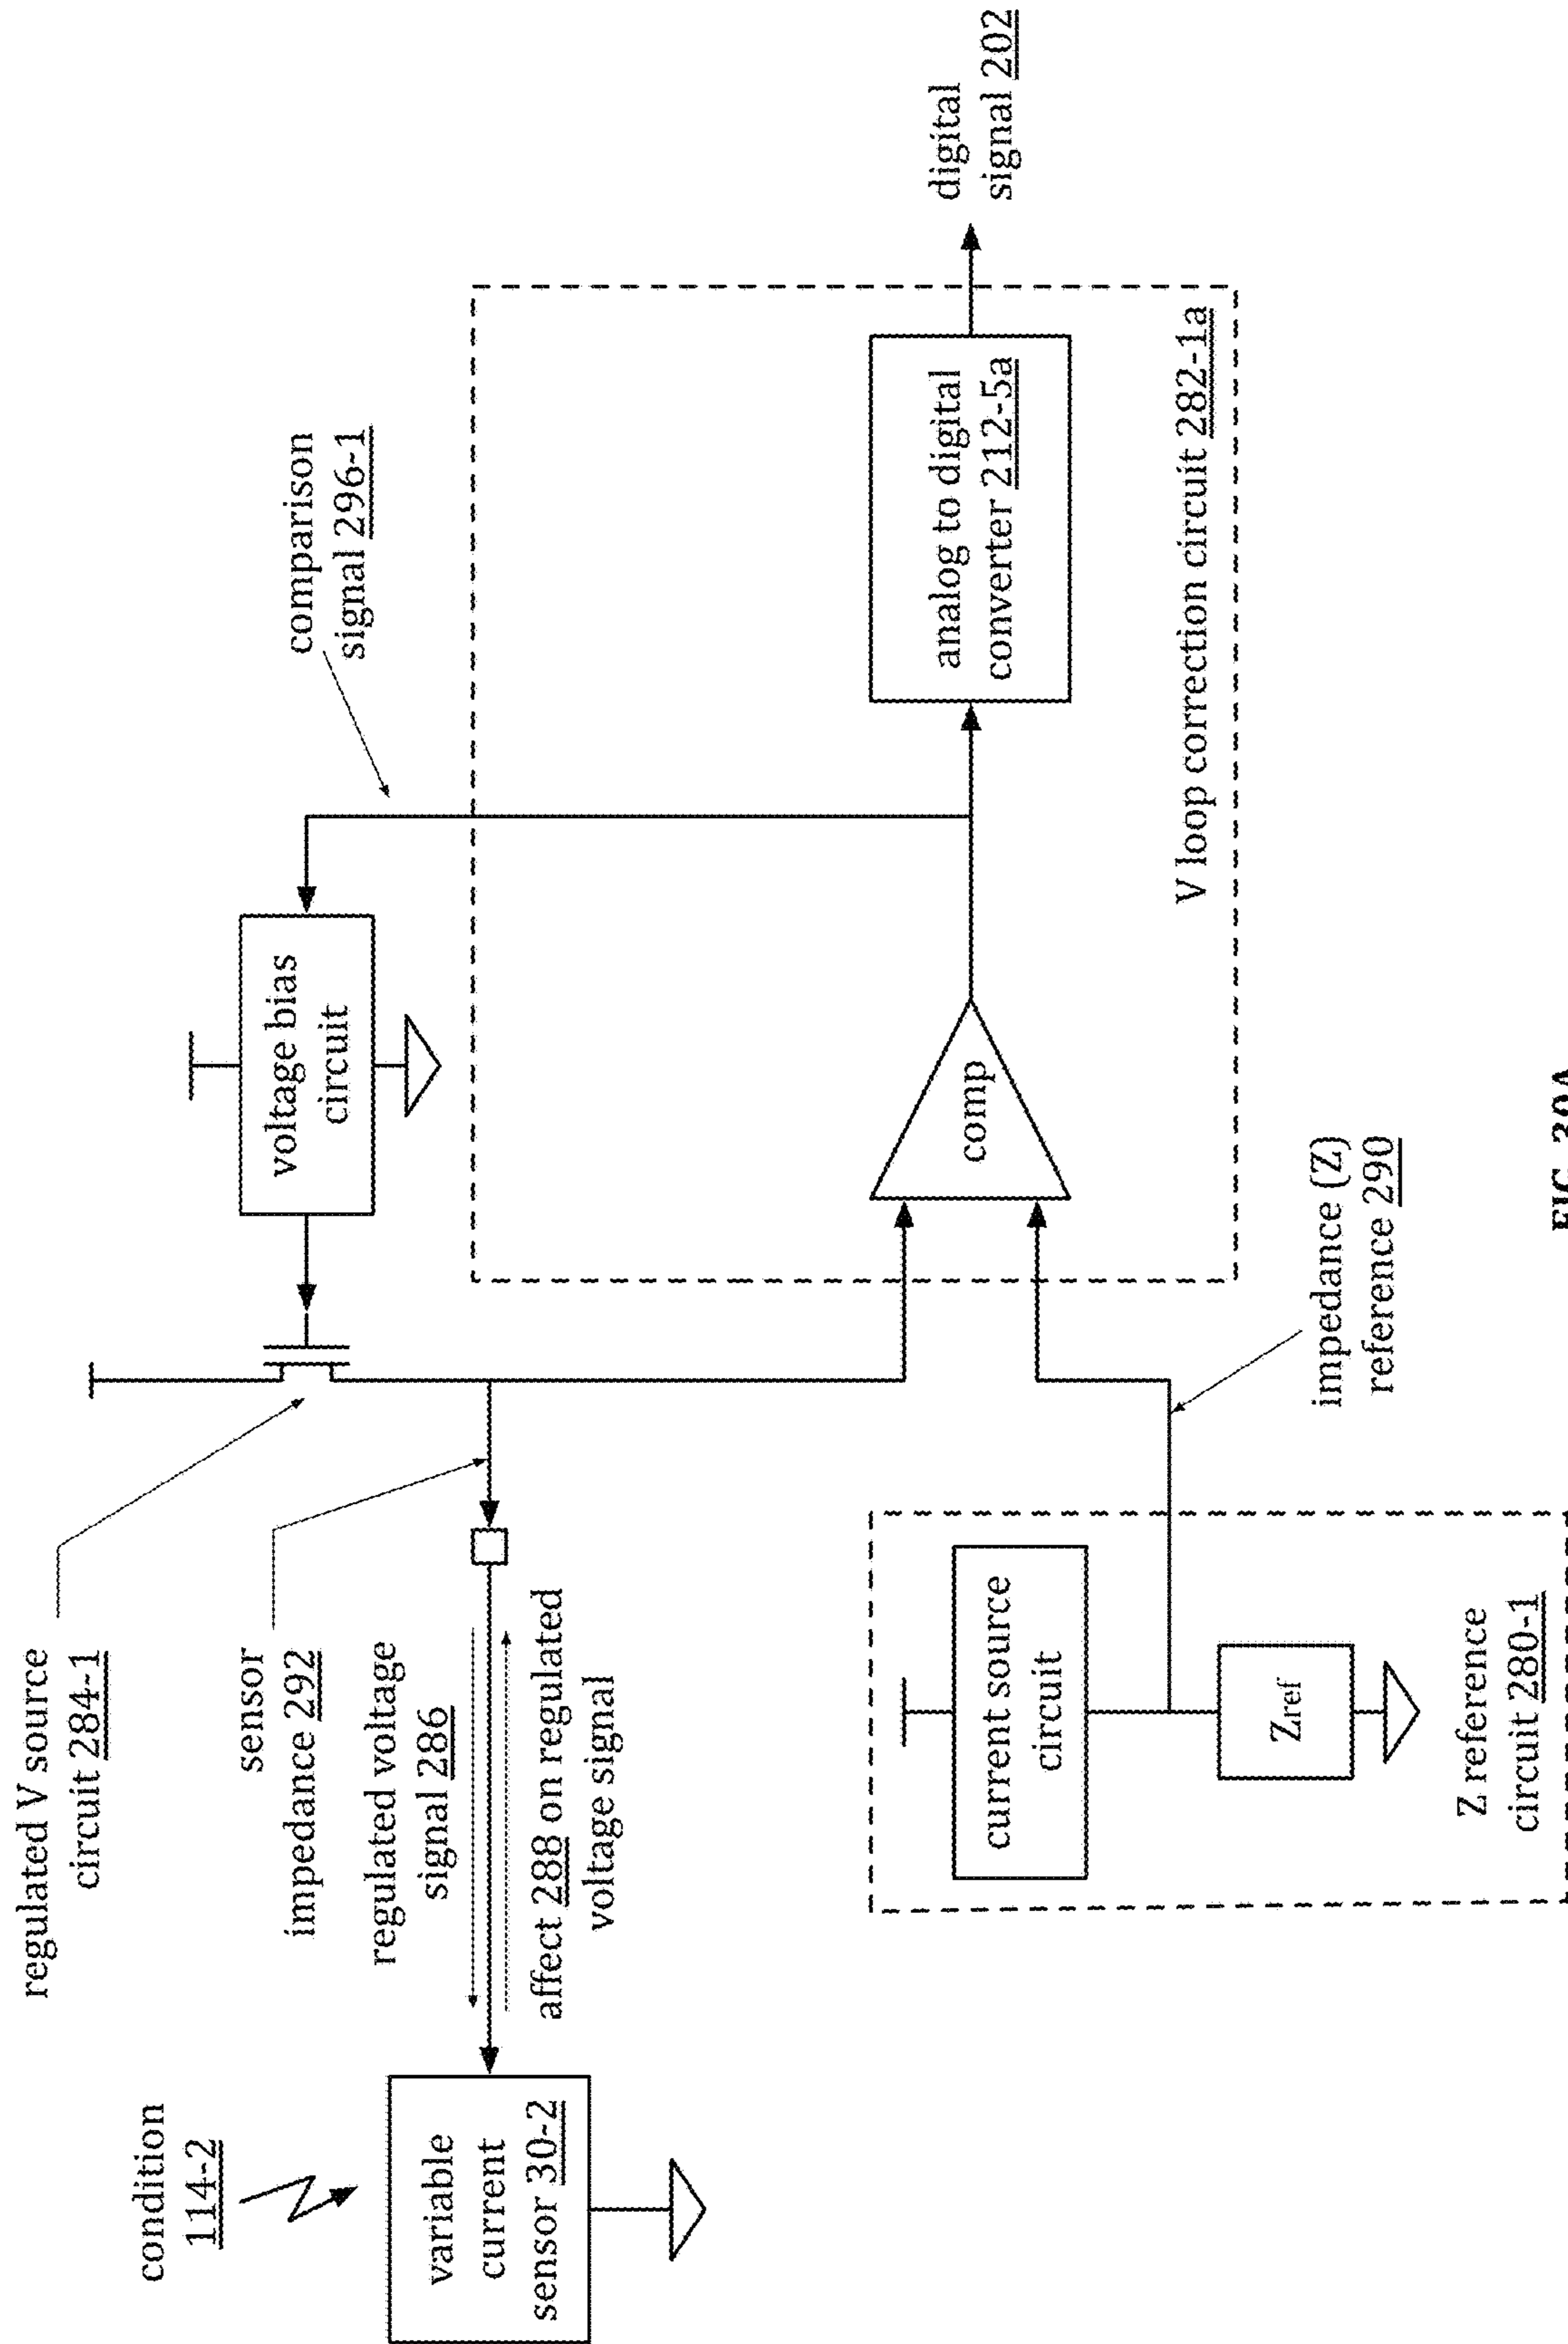 condition
114-2
variable
current
sensor 30-2
regulated V source
circuit 284-1
sensor
impedance 292
regulated voltage
signal 286
affect 288 on regulated
voltage signal
voltage bias
circuit
comparison
signal 296-1
comp
analog to digital
converter 212-5a
digital
signal 202
V loop correction circuit 282-1a
current source
circuit
Zref
Z reference
circuit 280-1
impedance (Z)
reference 290
FIG. 30A